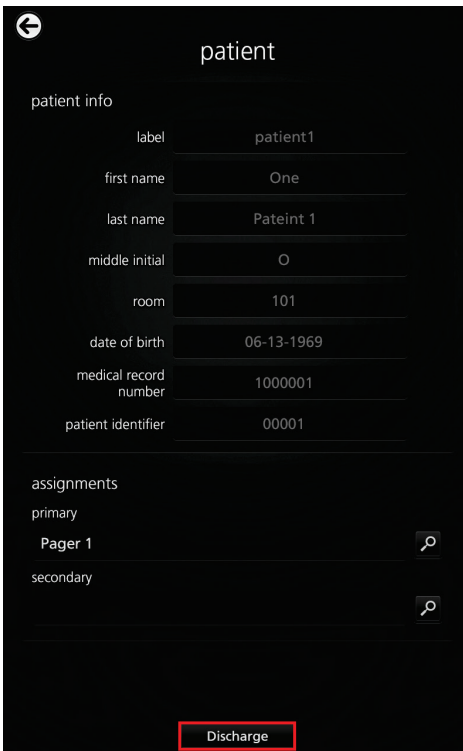 patient
patient info
label patient1
first name One
last name Pateint 1
middle initial O
room 101
date of birth 06-13-1969
medical record
number 1000001
patient identifier 00001
assignments
primary
Pager 1
secondary
Discharge